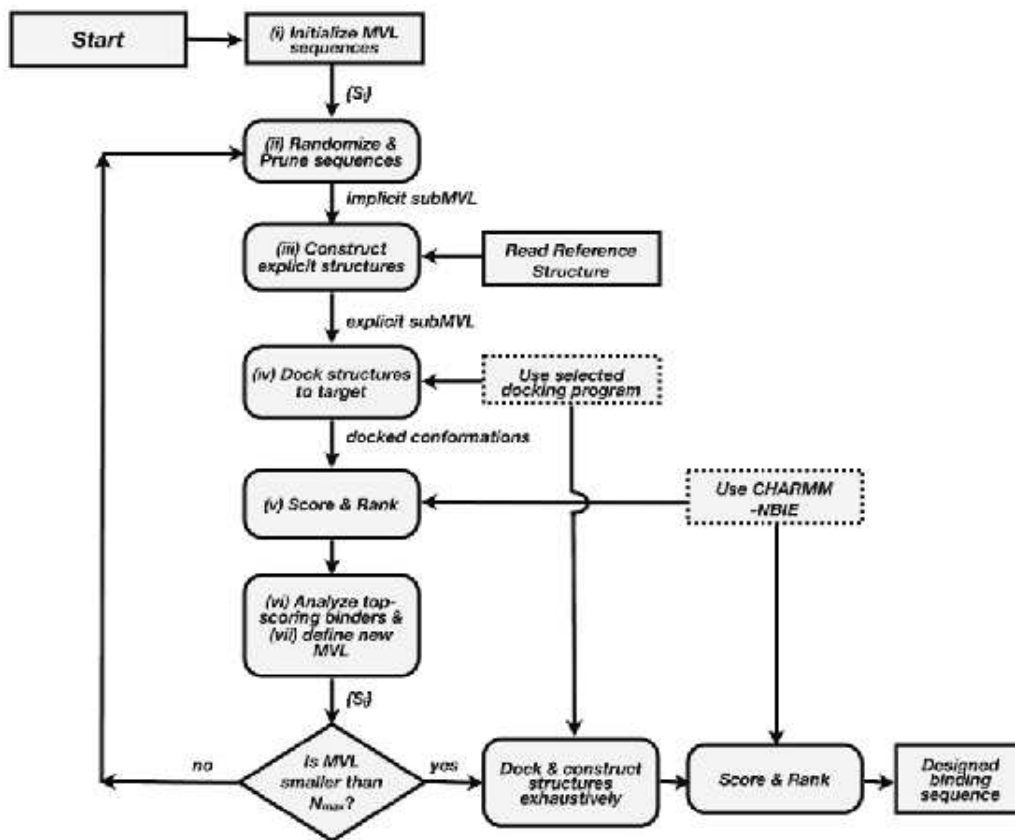 Start
(i) Initialize MVL
sequences
{Sᵢ}
(ii) Randomize &
Prune sequences
implicit subMVL
(iii) Construct
explicit structures
Read Reference
Structure
explicit subMVL
(iv) Dock structures
to target
Use selected
docking program
docked conformations
(v) Score & Rank
Use CHARMM
-NBIE
(vi) Analyze top-
scoring binders &
(vii) define new
MVL
{Sᵢ}
no
Is MVL
smaller than
Nmax?
yes
Dock & construct
structures
exhaustively
Score & Rank
Designed
binding
sequence